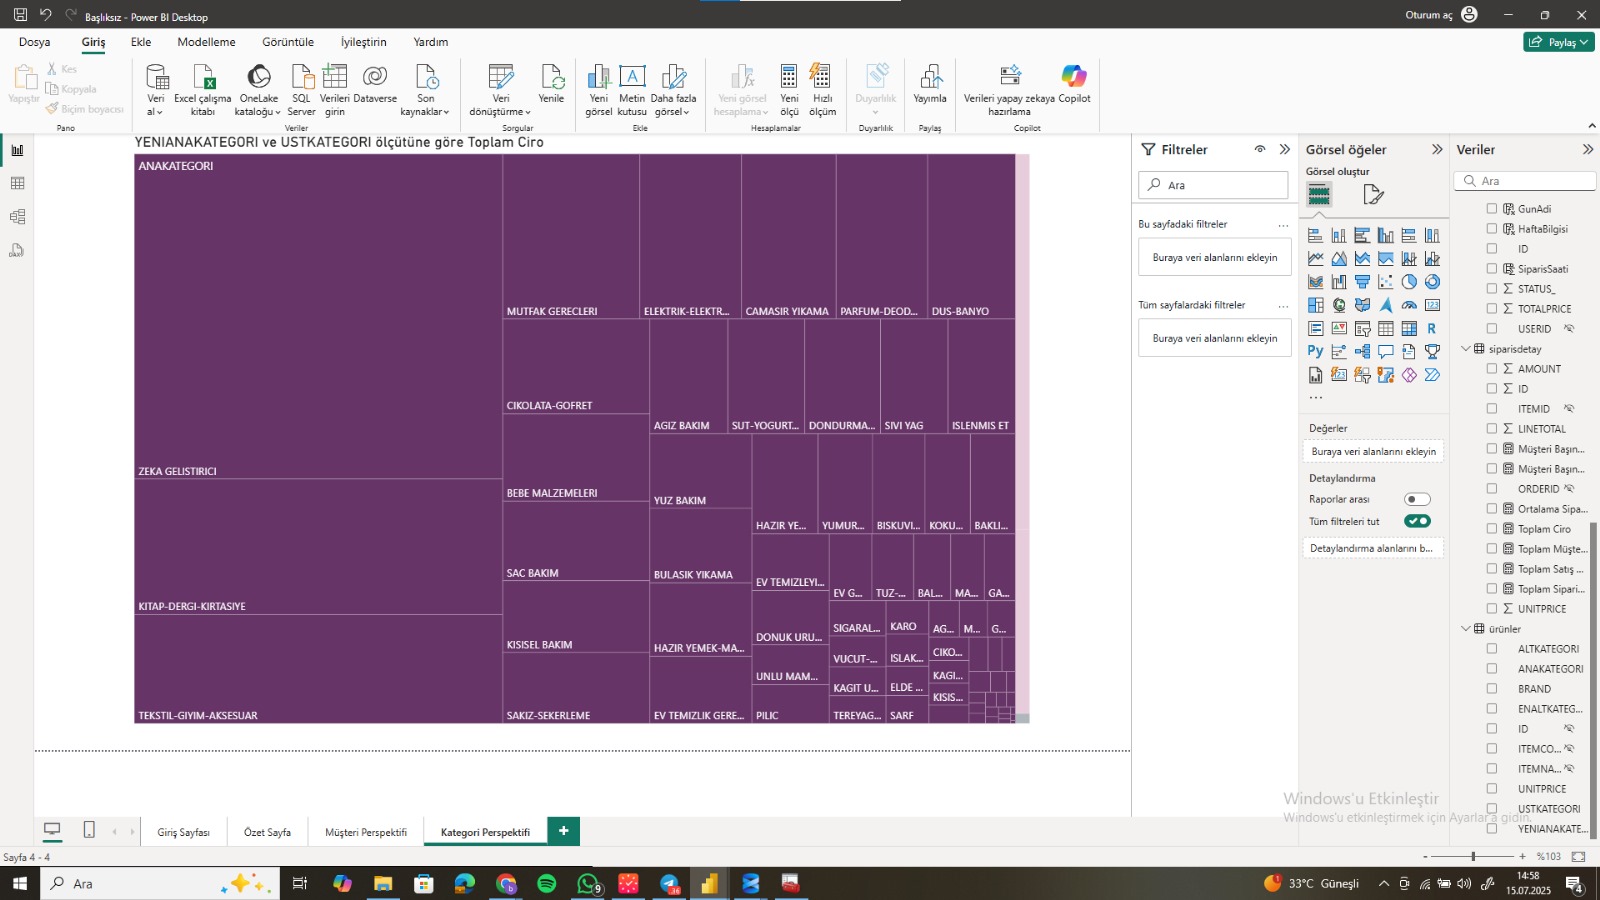 Başlıksız - Power BI Desktop
Oturum aç
Dosya
Giriş
Ekle
Modelleme
Görüntüle
İyileştirin
Yardım
Paylaş
Yapıştır
Kes
Kopyala
Biçim boyacısı
Pano
Veri al
Excel çalışma kitabı
OneLake kataloğu
SQL Server
Verileri girin
Dataverse
Son kaynaklar
Veriler
Veri dönüştürme
Yenile
Sorgular
Yeni görsel
Metin kutusu
Daha fazla görsel
Ekle
Yeni görsel hesaplama
Yeni ölçü
Hızlı ölçüm
Hesaplamalar
Duyarlılık
Duyarlılık
Yayımla
Paylaş
Verileri yapay zekaya hazırlama
Copilot
Copilot
YENIANAKATEGORI ve USTKATEGORI ölçütüne göre Toplam Ciro
ANAKATEGORI
ZEKA GELISTIRICI
KITAP-DERGI-KIRTASIYE
TEKSTIL-GIYIM-AKSESUAR
MUTFAK GERECLERI
ELEKTRIK-ELEKTR...
CAMASIR YIKAMA
PARFUM-DEOD...
DUS-BANYO
CIKOLATA-GOFRET
BEBE MALZEMELERI
SAC BAKIM
KISISEL BAKIM
SAKIZ-SEKERLEME
AGIZ BAKIM
SUT-YOGURT...
DONDURMA...
SIVI YAG
ISLENMIS ET
YUZ BAKIM
BULASIK YIKAMA
HAZIR YEMEK-MA...
EV TEMIZLIK GERE...
HAZIR YE...
YUMUR...
BISKUVI...
KOKU...
BAKLI...
EV TEMIZLEYI...
DONUK URU...
UNLU MAM...
PILIC
EV G...
TUZ-...
BAL...
MA...
GA...
SIGARAL...
VUCUT-...
KAGIT U...
TEREYAG...
KARO
ISLAK...
ELDE ...
SARF
AG...
M...
G...
CIKO...
KAGI...
KISIS...
Filtreler
Ara
Bu sayfadaki filtreler
...
Buraya veri alanlarını ekleyin
Tüm sayfalardaki filtreler
...
Buraya veri alanlarını ekleyin
Görsel öğeler
Görsel oluştur
123
R
Py
123
...
Değerler
Buraya veri alanlarını ekleyin
Detaylandırma
Raporlar arası
Tüm filtreleri tut
Detaylandırma alanlarını b...
Veriler
Ara
GunAdi
HaftaBilgisi
ID
SiparisSaati
STATUS_
TOTALPRICE
USERID
siparisdetay
AMOUNT
ID
ITEMID
LINETOTAL
Müşteri Başın...
Müşteri Başın...
ORDERID
Ortalama Sipa...
Toplam Ciro
Toplam Müşte...
Toplam Satış ...
Toplam Sipari...
UNITPRICE
ürünler
ALTKATEGORI
ANAKATEGORI
BRAND
ENALTKATEG...
ID
ITEMCO...
ITEMNA...
UNITPRICE
USTKATEGORI
YENIANAKATE...
Windows'u Etkinleştir
Windows'u etkinleştirmek için Ayarlar'a gidin.
Giriş Sayfası
Özet Sayfa
Müşteri Perspektifi
Kategori Perspektifi
+
Sayfa 4 - 4
- + %103
Ara
9
33°C Güneşli
14:58
15.07.2025
4